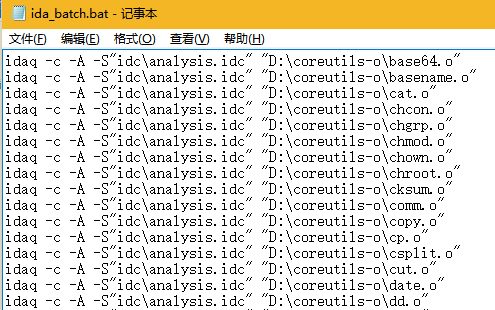 ida_batch.bat - 记事本
文件(F) 编辑(E) 格式(O) 查看(V) 帮助(H)
idaq -c -A -S"idc\analysis.idc" "D:\coreutils-o\base64.o"
idaq -c -A -S"idc\analysis.idc" "D:\coreutils-o\basename.o"
idaq -c -A -S"idc\analysis.idc" "D:\coreutils-o\cat.o"
idaq -c -A -S"idc\analysis.idc" "D:\coreutils-o\chcon.o"
idaq -c -A -S"idc\analysis.idc" "D:\coreutils-o\chgrp.o"
idaq -c -A -S"idc\analysis.idc" "D:\coreutils-o\chmod.o"
idaq -c -A -S"idc\analysis.idc" "D:\coreutils-o\chown.o"
idaq -c -A -S"idc\analysis.idc" "D:\coreutils-o\chroot.o"
idaq -c -A -S"idc\analysis.idc" "D:\coreutils-o\cksum.o"
idaq -c -A -S"idc\analysis.idc" "D:\coreutils-o\comm.o"
idaq -c -A -S"idc\analysis.idc" "D:\coreutils-o\copy.o"
idaq -c -A -S"idc\analysis.idc" "D:\coreutils-o\cp.o"
idaq -c -A -S"idc\analysis.idc" "D:\coreutils-o\csplit.o"
idaq -c -A -S"idc\analysis.idc" "D:\coreutils-o\cut.o"
idaq -c -A -S"idc\analysis.idc" "D:\coreutils-o\date.o"
idaq -c -A -S"idc\analysis.idc" "D:\coreutils-o\dd.o"